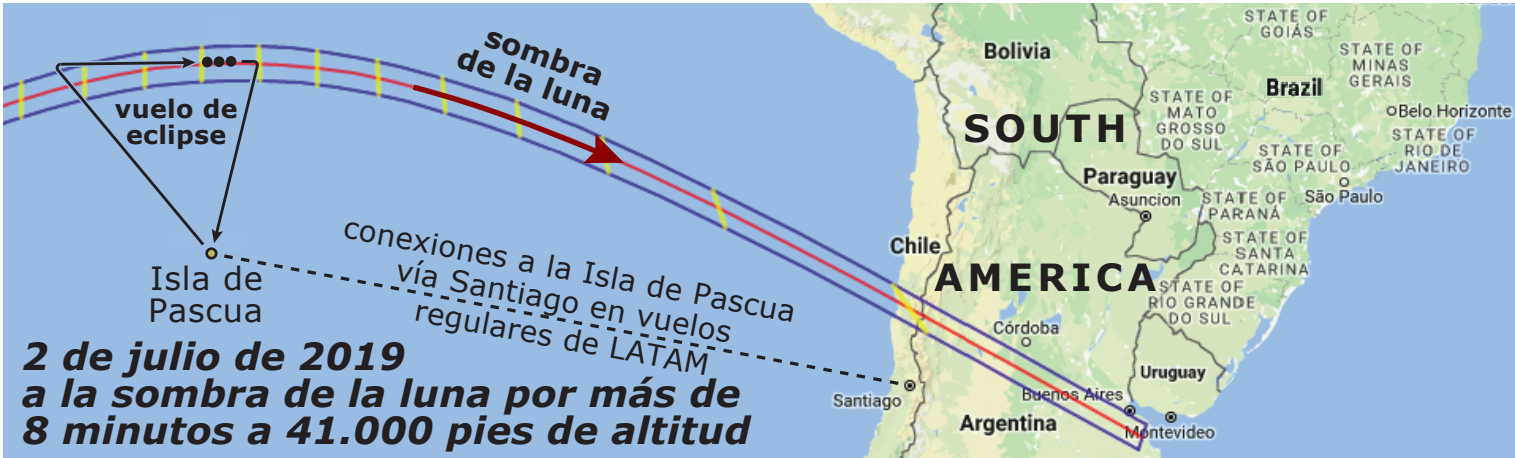 sombra
de la luna
vuelo de
eclipse
Isla de
Pascua
conexiones a la Isla de Pascua
vía Santiago en vuelos
regulares de LATAM
2 de julio de 2019
a la sombra de la luna por más de
8 minutos a 41.000 pies de altitud
SOUTH
AMERICA
Bolivia
Brazil
Paraguay
Asuncion
Chile
Córdoba
Santiago
Argentina
Buenos Aires
Uruguay
Montevideo
STATE OF
GOIÁS
STATE OF
MINAS
GERAIS
Belo Horizonte
STATE OF
MATO
GROSSO
DO SUL
STATE OF
RIO DE
JANEIRO
STATE OF
SÃO PAULO
São Paulo
STATE OF
PARANÁ
STATE OF
SANTA
CATARINA
STATE OF
RIO GRANDE
DO SUL